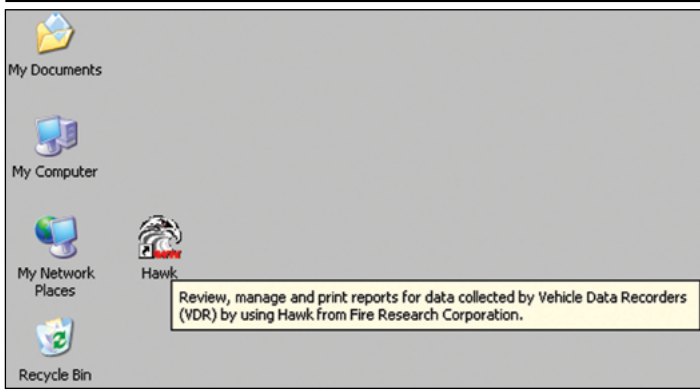 My Documents
My Computer
My Network
Places
Hawk
Review, manage and print reports for data collected by Vehicle Data Recorders
(VDR) by using Hawk from Fire Research Corporation.
Recycle Bin